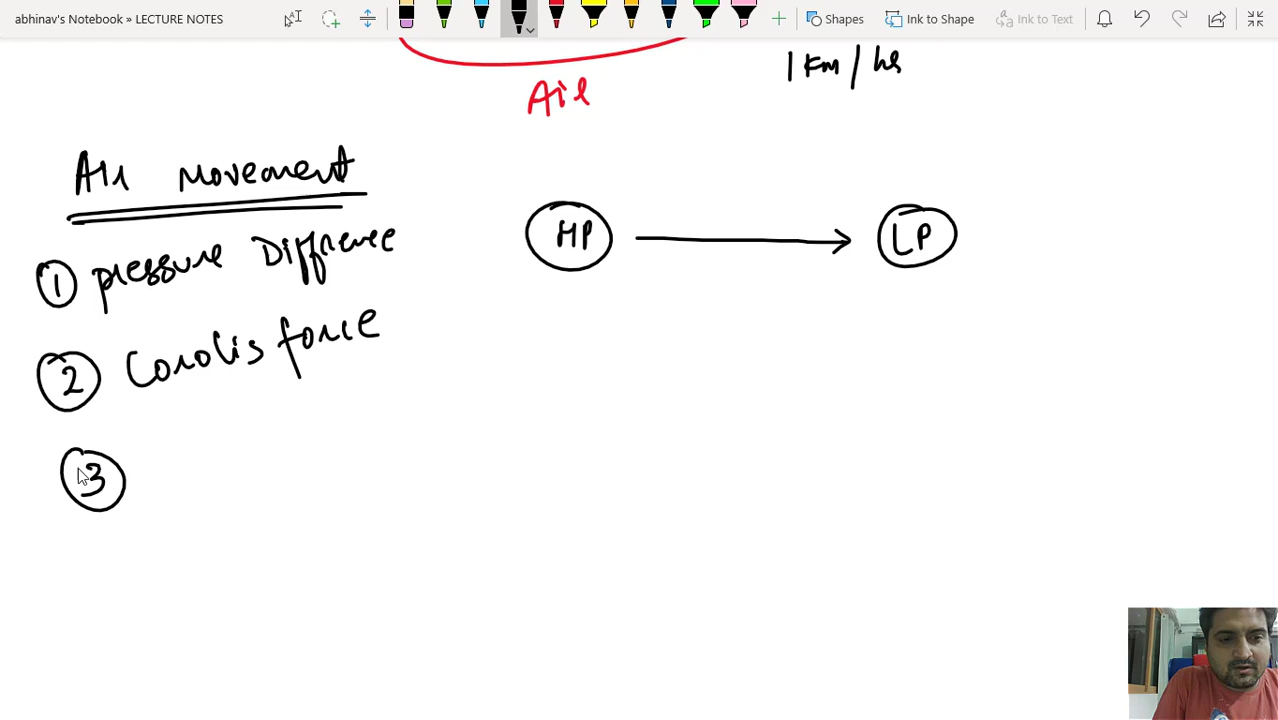 abhinav's Notebook » LECTURE NOTES
Shapes
Ink to Shape
Ink to Text
1 Km / hr
Air
Air Movement
① pressure Difference
HP → LP
② Corolis force
③